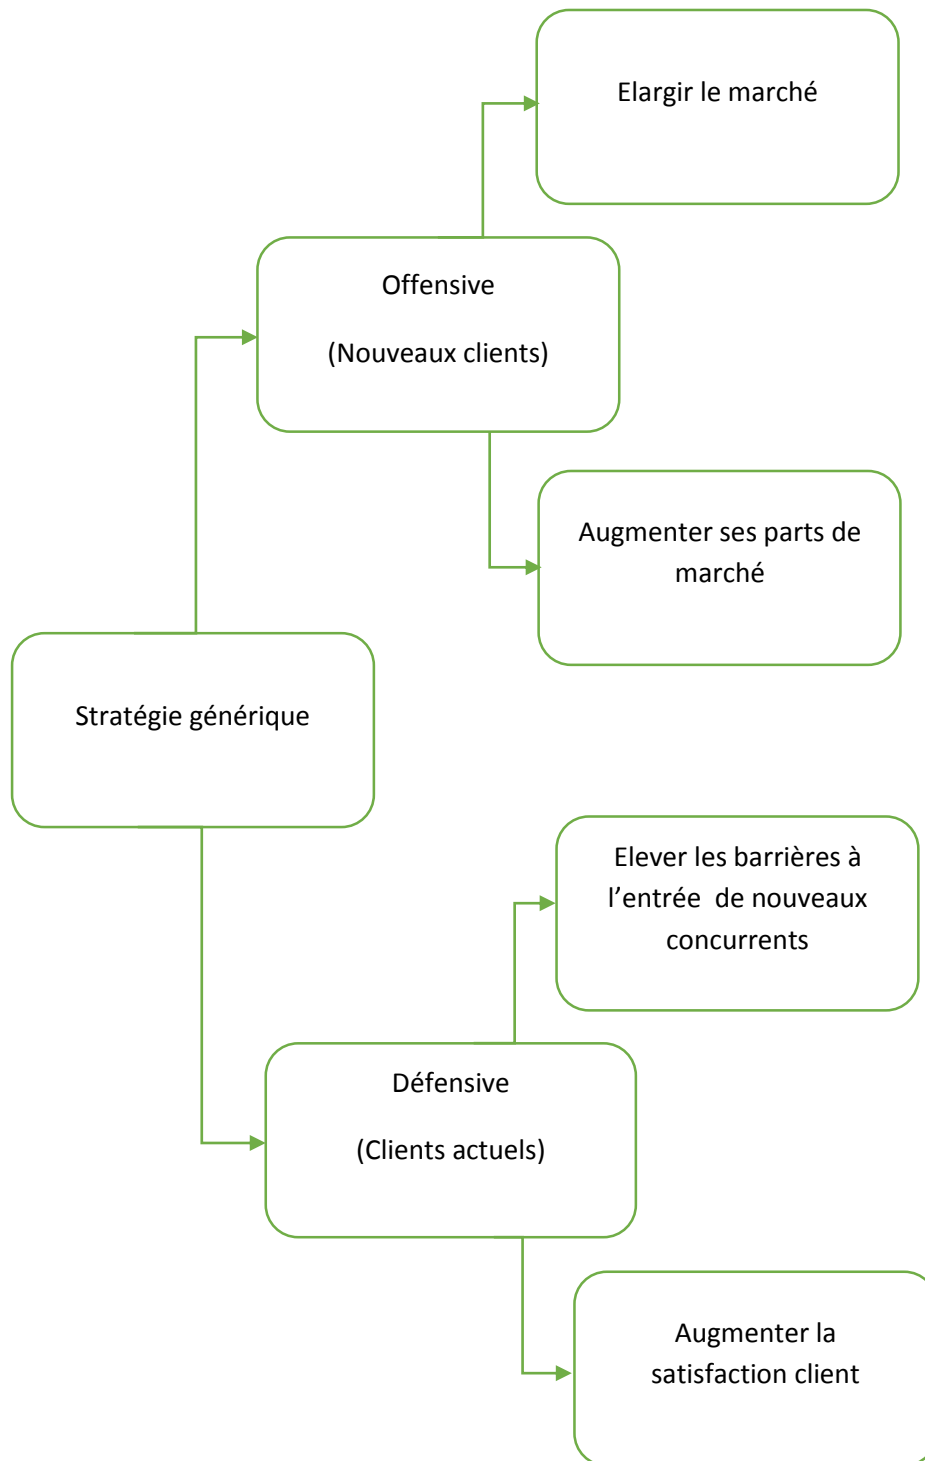 Elargir le marché
Offensive
(Nouveaux clients)
Augmenter ses parts de
marché
Stratégie générique
Elever les barrières à
l’entrée  de nouveaux
concurrents
Défensive
(Clients actuels)
Augmenter la
satisfaction client